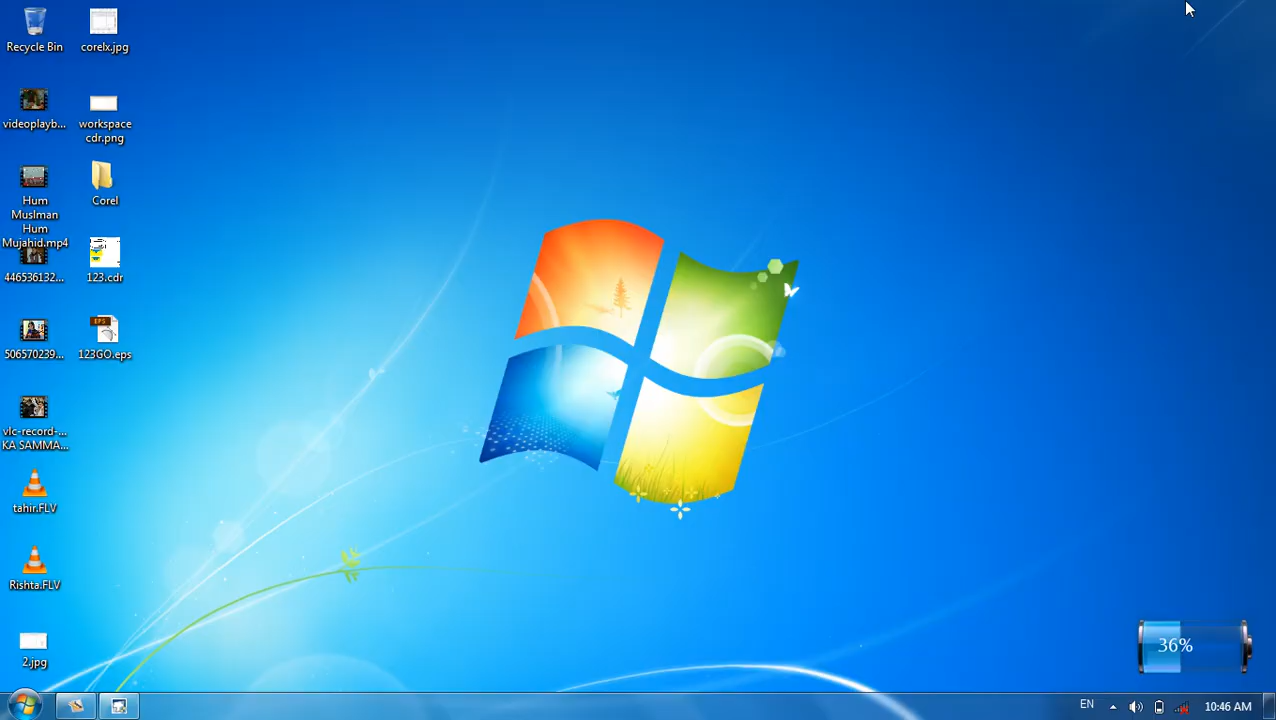 Recycle Bin
corelx.jpg
videoplayb...
workspace
cdr.png
Hum
Muslman
Hum
Mujahid.mp4
Corel
446536132...
123.cdr
EPS
506570239...
123GO.eps
vlc-record-...
KA SAMMA...
tahir.FLV
Rishta.FLV
2.jpg
36%
EN
10:46 AM